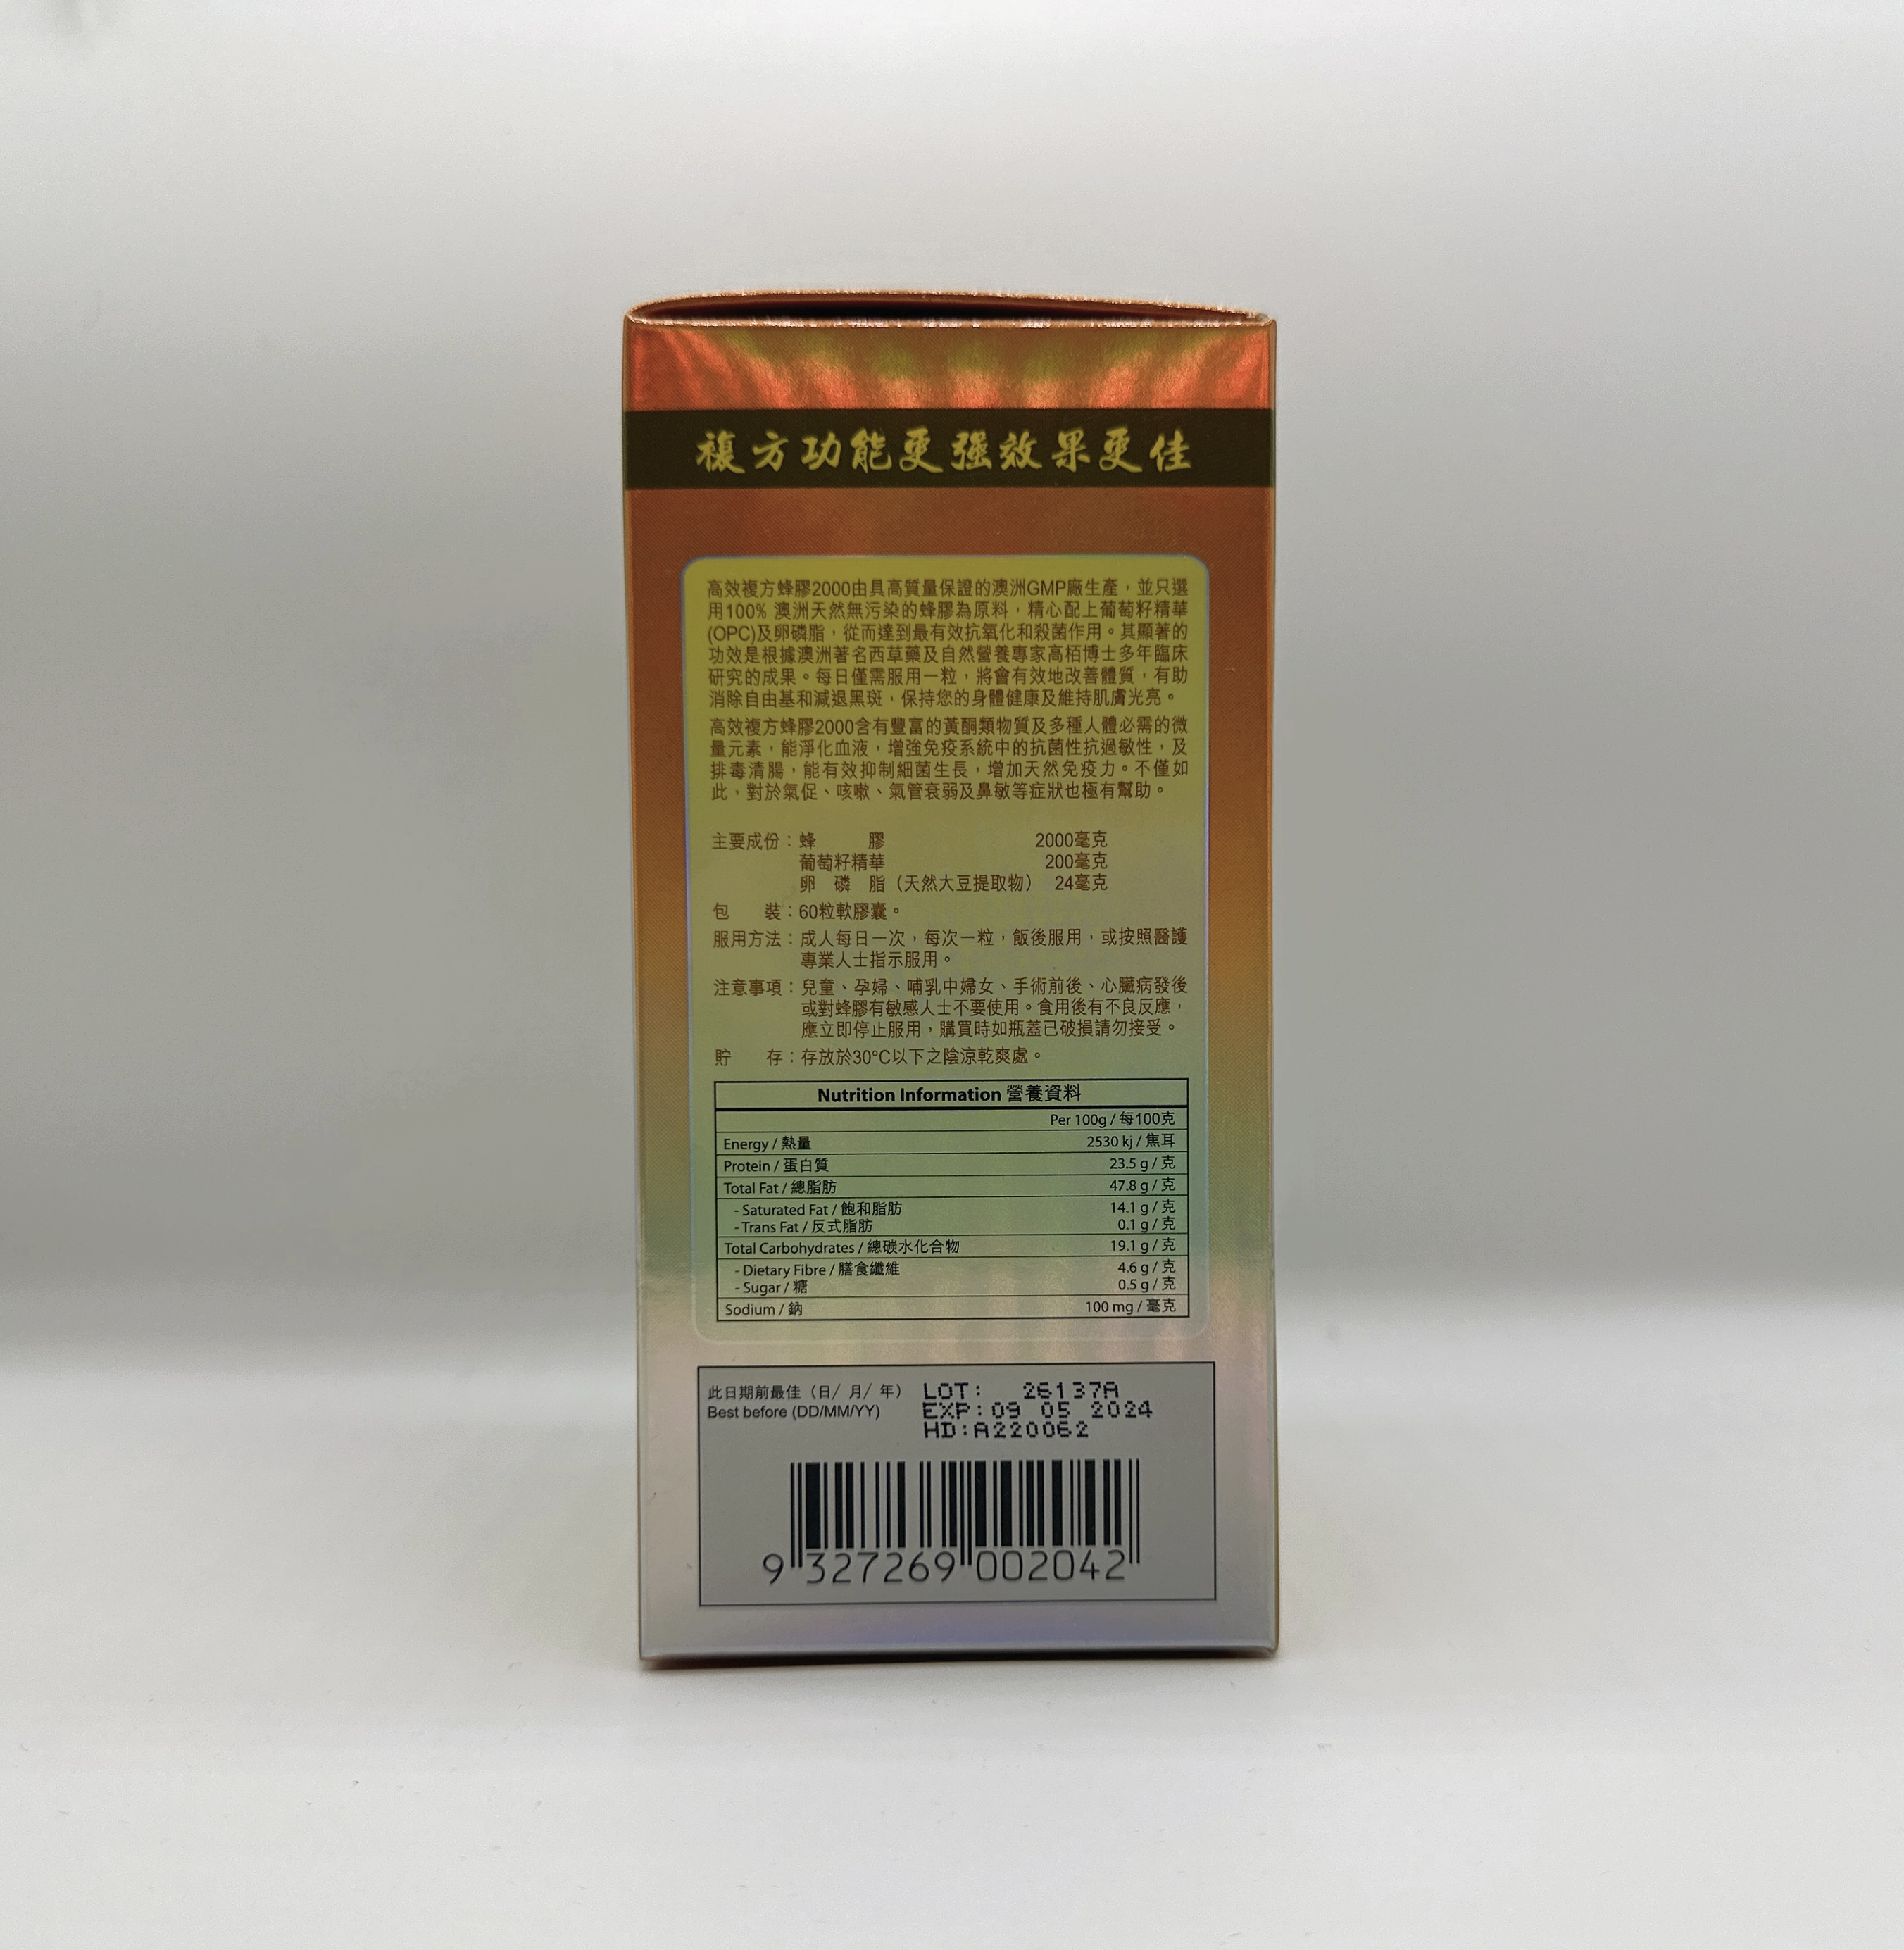 複方功能更强效果更佳
高效複方蜂膠2000由具高質量保證的澳洲GMP廠生產，並只選
用100% 澳洲天然無污染的蜂膠為原料，精心配上葡萄籽精華
(OPC)及卵磷脂，從而達到最有效抗氧化和殺菌作用。其顯著的
功效是根據澳洲著名西草藥及自然營養專家高栢博士多年臨床
研究的成果。每日僅需服用一粒，將會有效地改善體質，有助
消除自由基和減退黑斑，保持您的身體健康及維持肌膚光亮。
高效複方蜂膠2000含有豐富的黃酮類物質及多種人體必需的微
量元素，能淨化血液，增強免疫系統中的抗菌性抗過敏性，及
排毒清腸，能有效抑制細菌生長，增加天然免疫力。不僅如
此，對於氣促、咳嗽、氣管衰弱及鼻敏等症狀也極有幫助。
主要成份：蜂 膠 2000毫克
葡萄籽精華 200毫克
卵 磷 脂（天然大豆提取物） 24毫克
包 裝：60粒軟膠囊。
服用方法：成人每日一次，每次一粒，飯後服用，或按照醫護
專業人士指示服用。
注意事項：兒童、孕婦、哺乳中婦女、手術前後、心臟病發後
或對蜂膠有敏感人士不要使用。食用後有不良反應，
應立即停止服用，購買時如瓶蓋已破損請勿接受。
貯 存：存放於30°C以下之陰涼乾爽處。
Nutrition Information 營養資料
Per 100g / 每100克
Energy / 熱量 2530 kj / 焦耳
Protein / 蛋白質 23.5 g / 克
Total Fat / 總脂肪 47.8 g / 克
- Saturated Fat / 飽和脂肪 14.1 g / 克
- Trans Fat / 反式脂肪 0.1 g / 克
Total Carbohydrates / 總碳水化合物 19.1 g / 克
- Dietary Fibre / 膳食纖維 4.6 g / 克
- Sugar / 糖 0.5 g / 克
Sodium / 鈉 100 mg / 毫克
此日期前最佳（日/ 月/ 年） LOT: 26137A
Best before (DD/MM/YY) EXP:09 05 2024
HD:A220062
9 327269 002042